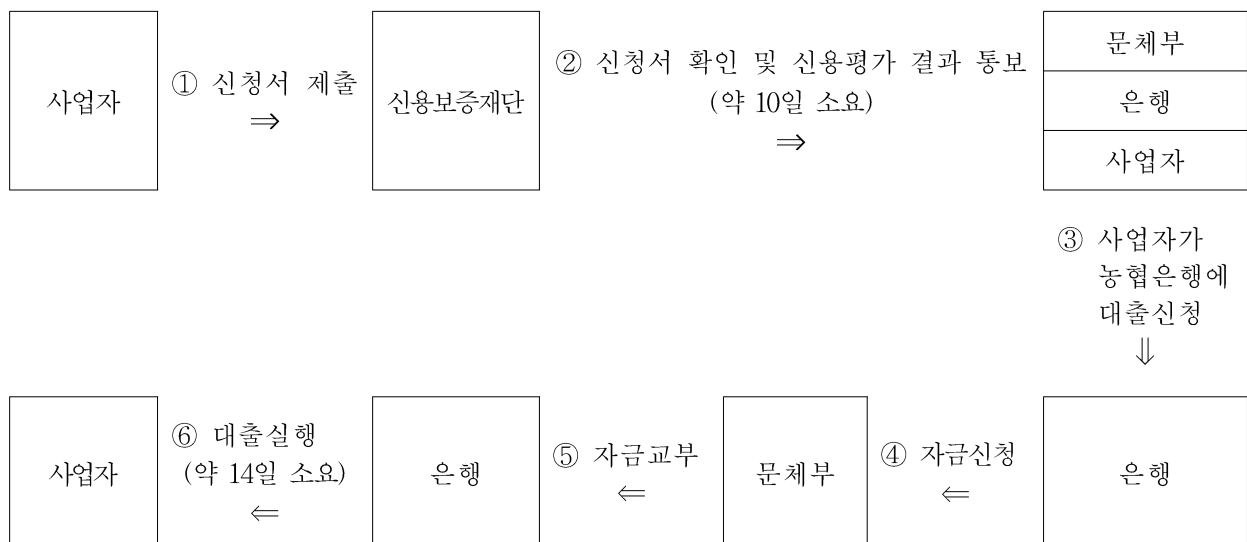 사업자
① 신청서 제출
⇒
신용보증재단
② 신청서 확인 및 신용평가 결과 통보
(약 10일 소요)
⇒
문체부
은행
사업자
③ 사업자가
농협은행에
대출신청
⇓
은행
④ 자금신청
⇐
문체부
⑤ 자금교부
⇐
은행
⑥ 대출실행
(약 14일 소요)
⇐
사업자